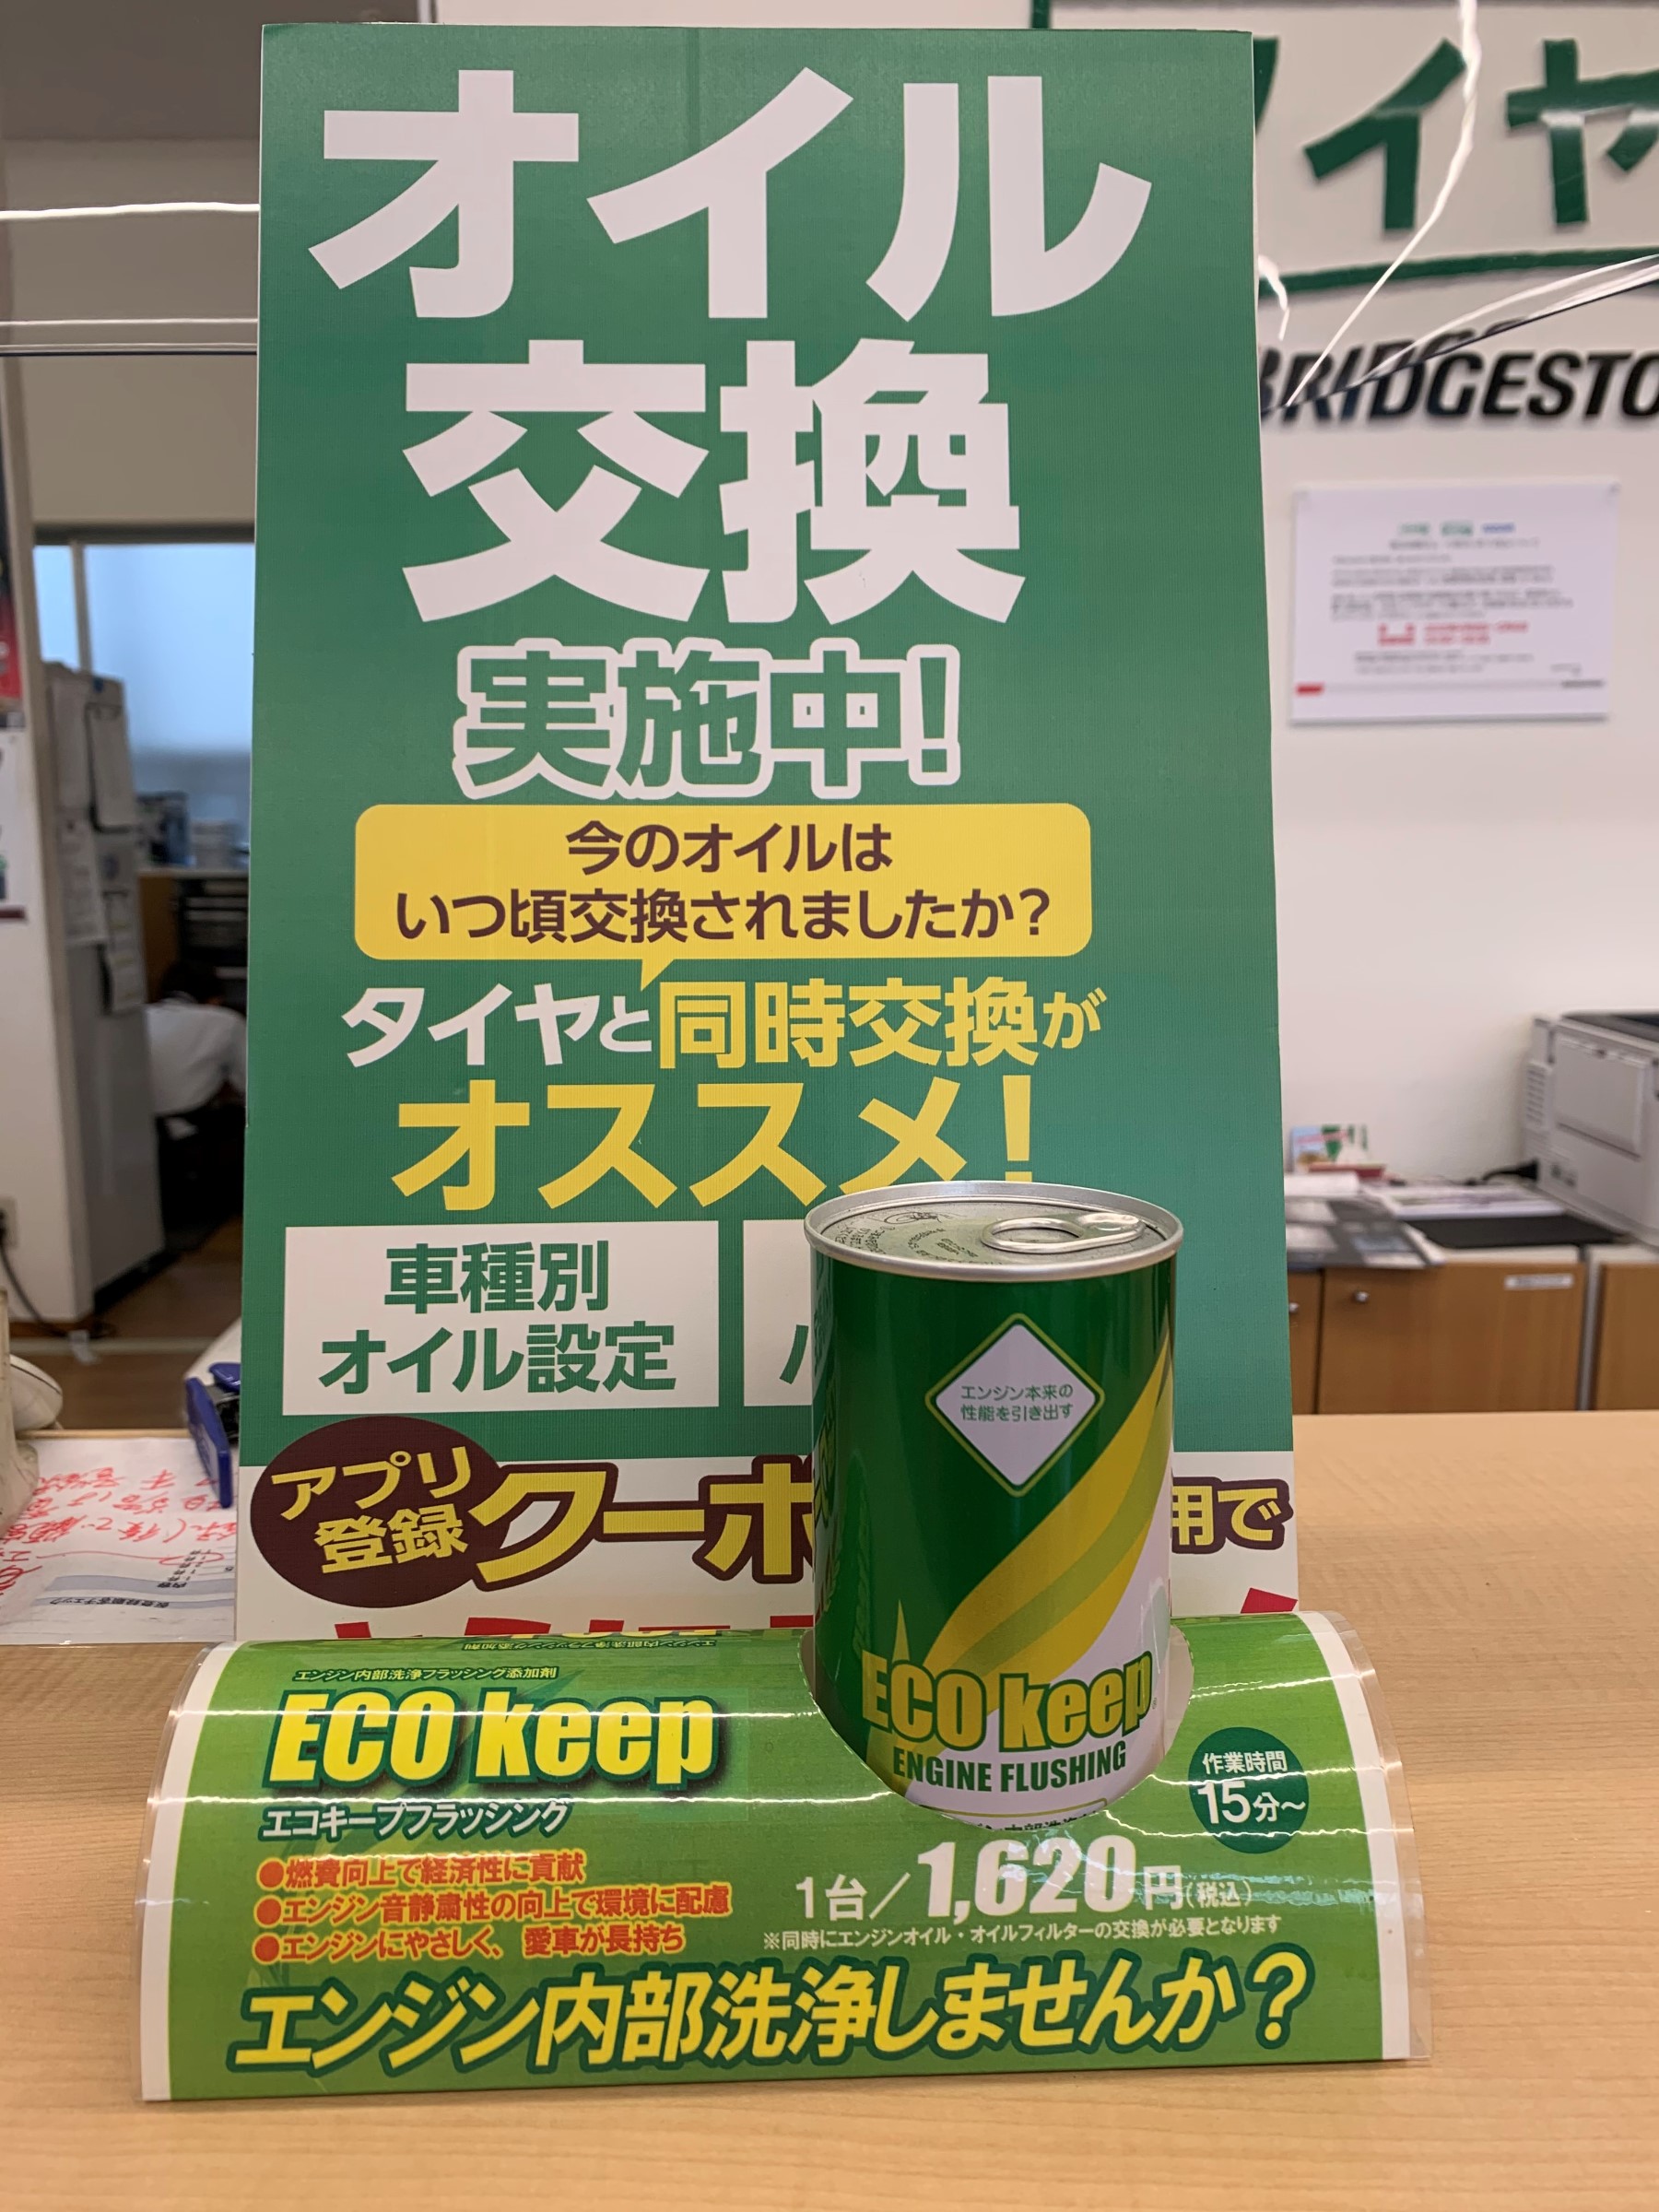 オイル
交換
実施中!
今のオイルは
いつ頃交換されましたか?
タイヤと同時交換が
オススメ!
車種別
オイル設定
アプリ
登録
クーポ
用で
イヤ
BRIDGESTO
エンジン本来の
性能を引き出す
ECO keep
ENGINE FLUSHING
エンジン内部洗浄フラッシング添加剤
ECO keep
エコキープフラッシング
●燃費向上で経済性に貢献
●エンジン音静粛性の向上で環境に配慮
●エンジンにやさしく、愛車が長持ち
作業時間
15分～
1台/1,620円(税込)
※同時にエンジンオイル・オイルフィルターの交換が必要となります
エンジン内部洗浄しませんか?